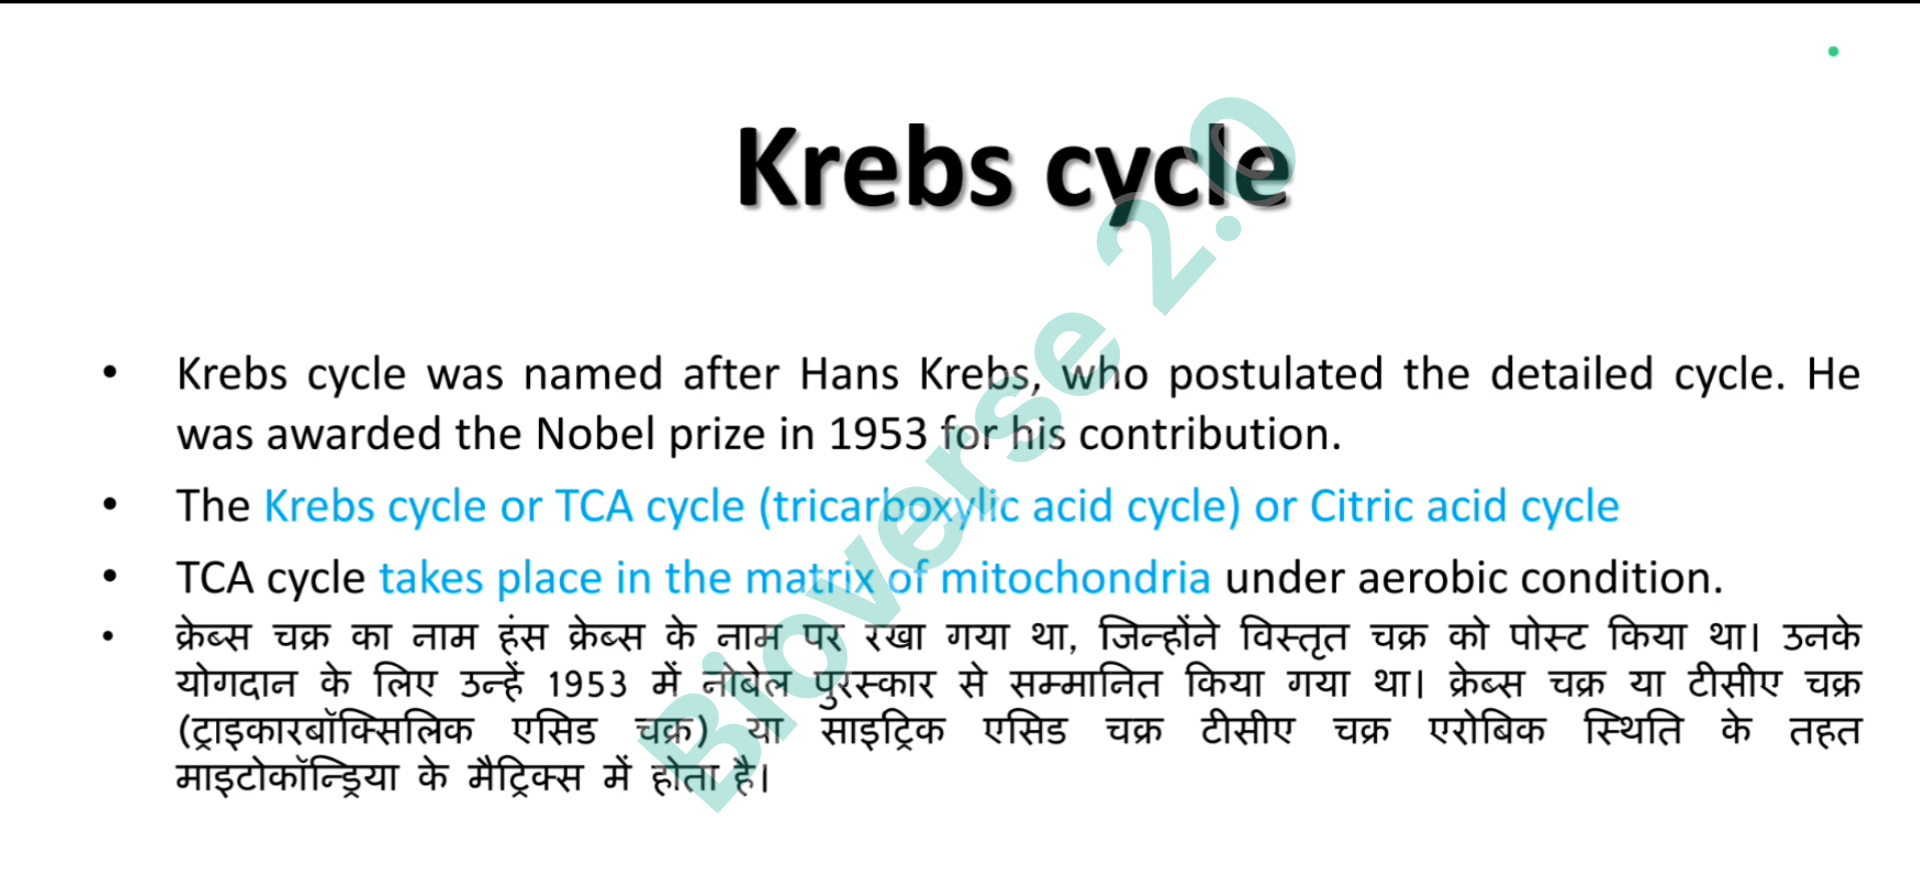 Krebs cycle
• Krebs cycle was named after Hans Krebs, who postulated the detailed cycle. He
was awarded the Nobel prize in 1953 for his contribution.
• The Krebs cycle or TCA cycle (tricarboxylic acid cycle) or Citric acid cycle
• TCA cycle takes place in the matrix of mitochondria under aerobic condition.
• क्रेब्स चक्र का नाम हंस क्रेब्स के नाम पर रखा गया था, जिन्होंने विस्तृत चक्र को पोस्ट किया था। उनके
योगदान के लिए उन्हें 1953 में नोबेल पुरस्कार से सम्मानित किया गया था। क्रेब्स चक्र या टीसीए चक्र
(ट्राइकारबॉक्सिलिक एसिड चक्र) या साइट्रिक एसिड चक्र टीसीए चक्र एरोबिक स्थिति के तहत
माइटोकॉन्ड्रिया के मैट्रिक्स में होता है।
Bioverse 2.0